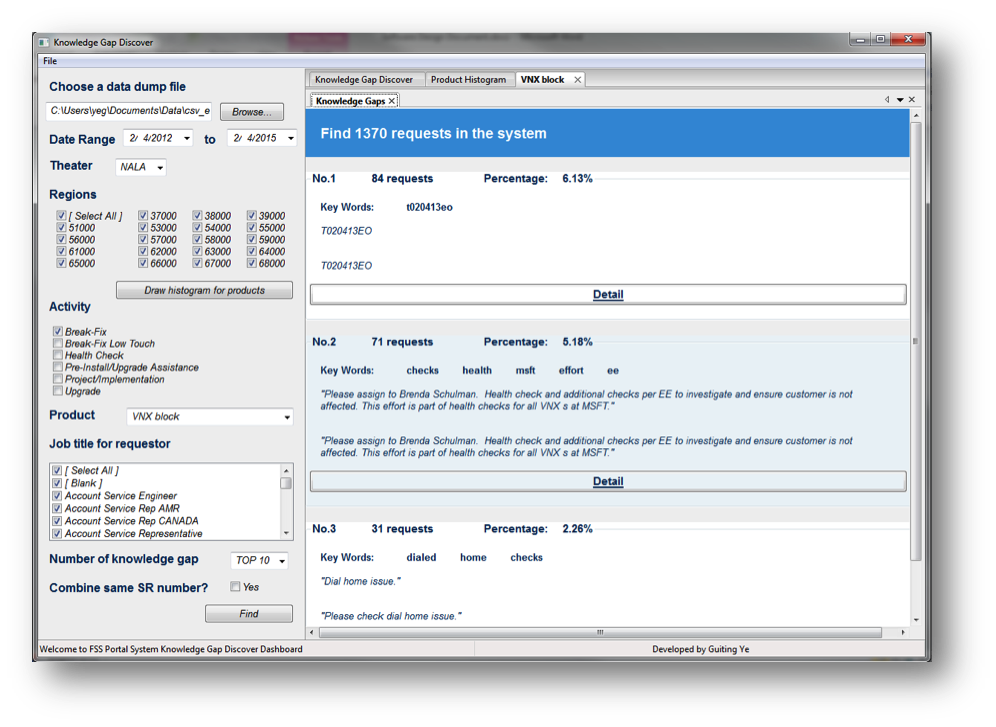 Knowledge Gap Discover
File
Choose a data dump file
C:\Users\yeg\Documents\Data\csv_e
Browse...
Date Range 2/ 4/2012 to 2/ 4/2015
Theater NALA
Regions
[ Select All ] 37000 38000 39000
51000 53000 54000 55000
56000 57000 58000 59000
61000 62000 63000 64000
65000 66000 67000 68000
Draw histogram for products
Activity
Break-Fix
Break-Fix Low Touch
Health Check
Pre-Install/Upgrade Assistance
Project/Implementation
Upgrade
Product VNX block
Job title for requestor
[ Select All ]
[ Blank ]
Account Service Engineer
Account Service Rep AMR
Account Service Rep CANADA
Account Service Representative
Number of knowledge gap TOP 10
Combine same SR number? Yes
Find
Knowledge Gap Discover Product Histogram VNX block
Knowledge Gaps
Find 1370 requests in the system
No.1 84 requests Percentage: 6.13%
Key Words: t020413eo
T020413EO
T020413EO
Detail
No.2 71 requests Percentage: 5.18%
Key Words: checks health msft effort ee
"Please assign to Brenda Schulman. Health check and additional checks per EE to investigate and ensure customer is not
affected. This effort is part of health checks for all VNX s at MSFT."
"Please assign to Brenda Schulman. Health check and additional checks per EE to investigate and ensure customer is not
affected. This effort is part of health checks for all VNX s at MSFT."
Detail
No.3 31 requests Percentage: 2.26%
Key Words: dialed home checks
"Dial home issue."
"Please check dial home issue."
Welcome to FSS Portal System Knowledge Gap Discover Dashboard
Developed by Guiting Ye